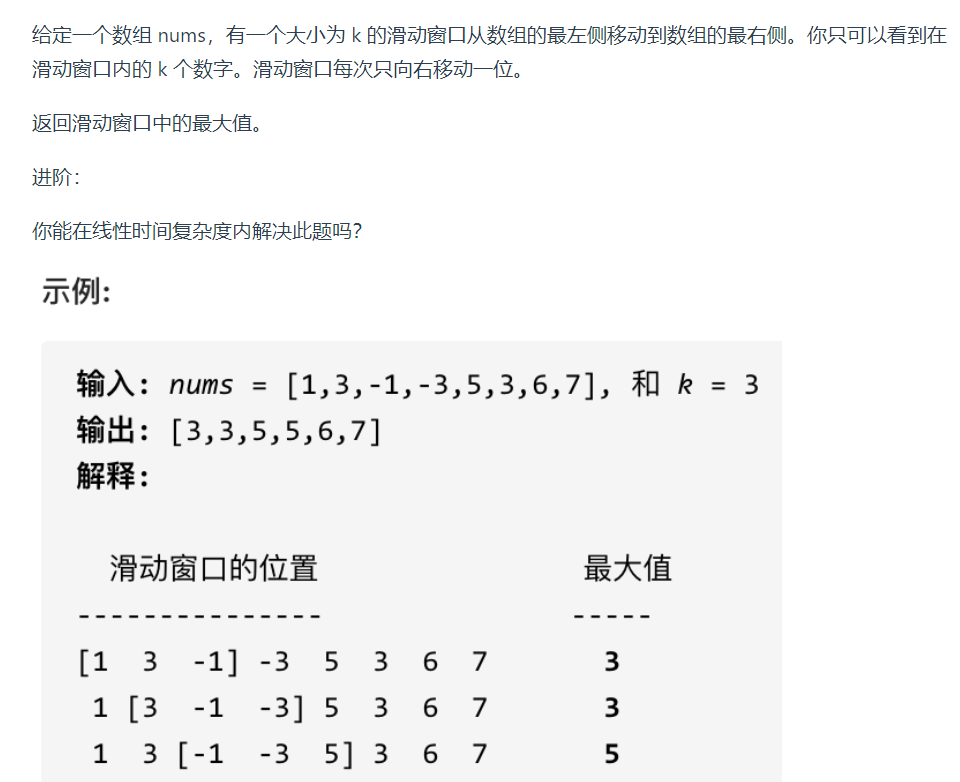 给定一个数组 nums，有一个大小为 k 的滑动窗口从数组的最左侧移动到数组的最右侧。你只可以看到在
滑动窗口内的 k 个数字。滑动窗口每次只向右移动一位。
返回滑动窗口中的最大值。
进阶：
你能在线性时间复杂度内解决此题吗？
示例:
输入: nums = [1,3,-1,-3,5,3,6,7], 和 k = 3
输出: [3,3,5,5,6,7]
解释:
滑动窗口的位置 最大值
--------------- -----
[1 3 -1] -3 5 3 6 7 3
1 [3 -1 -3] 5 3 6 7 3
1 3 [-1 -3 5] 3 6 7 5